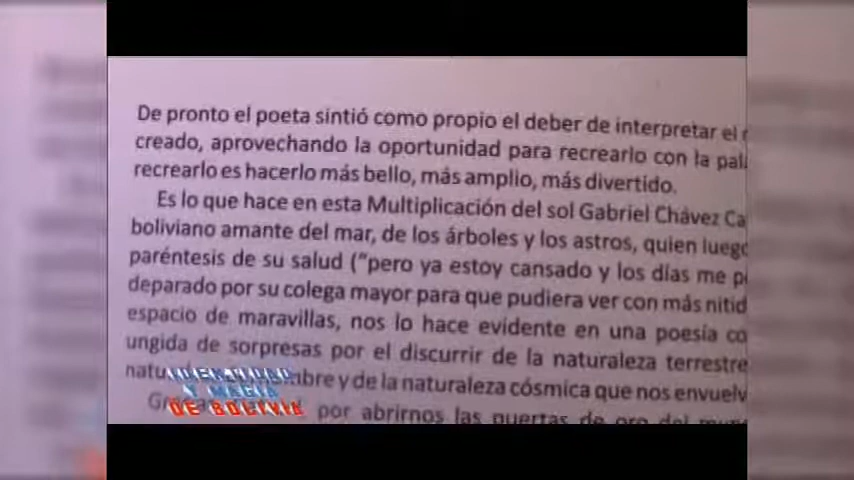 De pronto el poeta sintió como propio el deber de interpretar el
creado, aprovechando la oportunidad para recrearlo con la pal
recrearlo es hacerlo más bello, más amplio, más divertido.
Es lo que hace en esta Multiplicación del sol Gabriel Chávez Ca
boliviano amante del mar, de los árboles y los astros, quien luego
paréntesis de su salud ("pero ya estoy cansado y los días me p
deparado por su colega mayor para que pudiera ver con más nitid
espacio de maravillas, nos lo hace evidente en una poesía co
ungida de sorpresas por el discurrir de la naturaleza terrestre
natu mbre y de la naturaleza cósmica que nos envuelv
por abrirnos las puertas de oro del
Y MAGIA
DE BOLIVIA